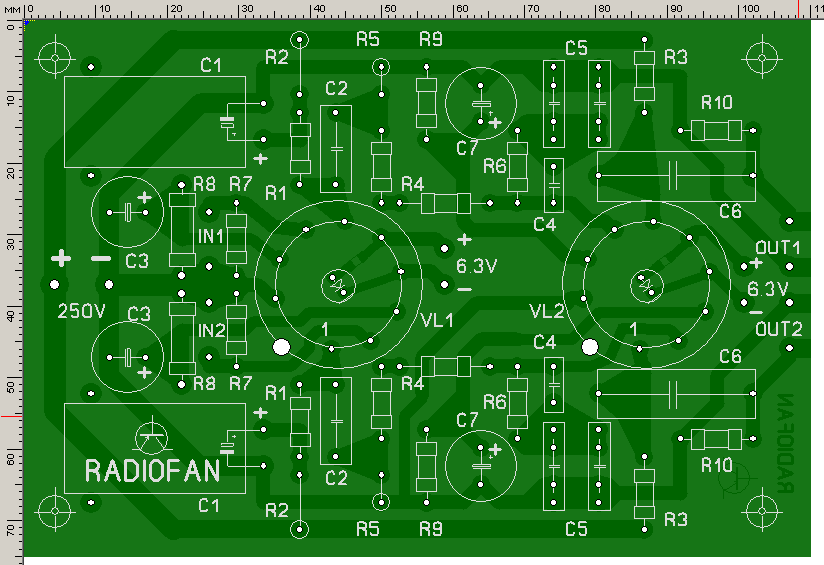 мм 0 10 20 30 40 50 60 70 80 90 100 11
0
10
20
30
40
50
60
70
R2 R5 R9 C5 R3
C1 C2 R10
+ C7 + R6
R8 R7 R1 R4 C4 C6
+ IN1
C3 + 6.3V OUT1
+ − − + 6.3V −
250V VL1 VL2
C3 IN2 1 1 OUT2
+ C4 C6
R8 R7 R1 R4 R6
+ C7 +
RADIOFAN C2 R10 RADIOFAN
C1 R2 R5 R9 C5 R3